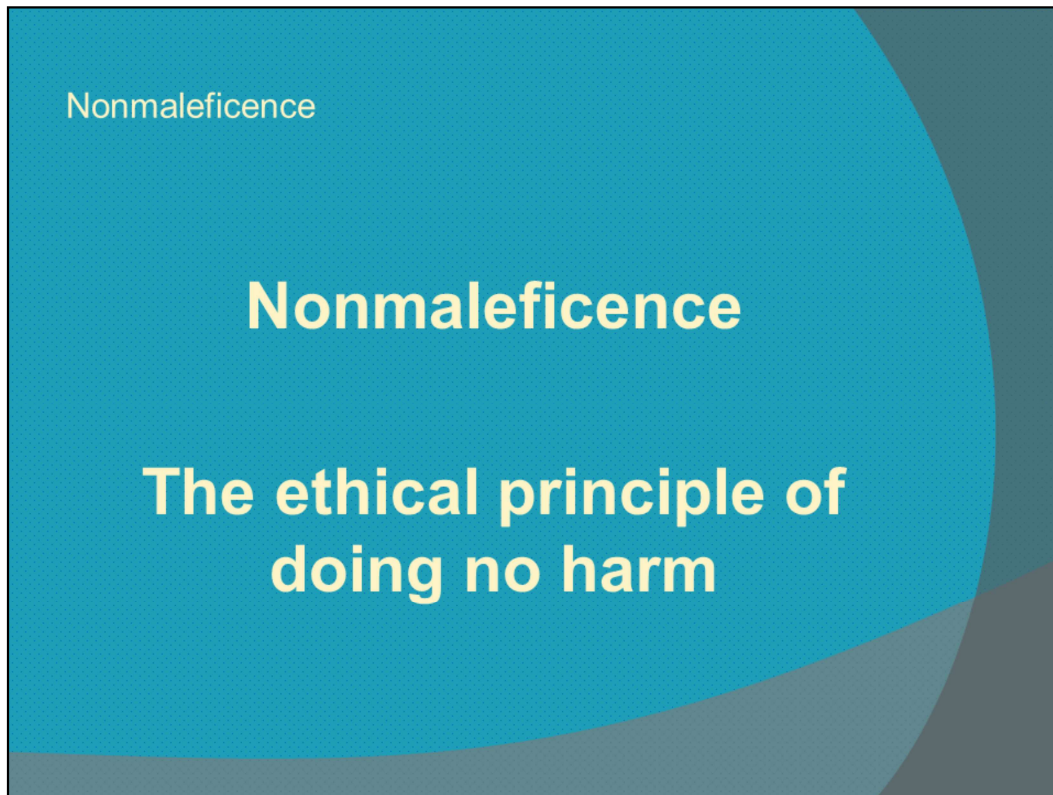 Nonmaleficence
Nonmaleficence
The ethical principle of
doing no harm